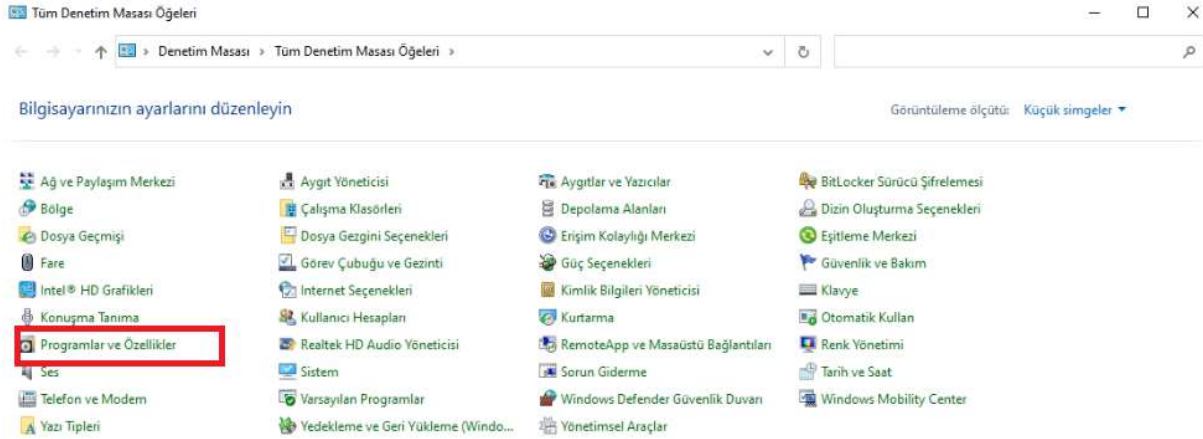 Tüm Denetim Masası Öğeleri
Denetim Masası > Tüm Denetim Masası Öğeleri >
Bilgisayarınızın ayarlarını düzenleyin
Görüntüleme ölçütü: Küçük simgeler
Ağ ve Paylaşım Merkezi
Aygıt Yöneticisi
Aygıtlar ve Yazıcılar
BitLocker Sürücü Şifrelemesi
Bölge
Çalışma Klasörleri
Depolama Alanları
Dizin Oluşturma Seçenekleri
Dosya Geçmişi
Dosya Gezgini Seçenekleri
Erişim Kolaylığı Merkezi
Eşitleme Merkezi
Fare
Görev Çubuğu ve Gezinti
Güç Seçenekleri
Güvenlik ve Bakım
Intel® HD Grafikleri
Internet Seçenekleri
Kimlik Bilgileri Yöneticisi
Klavye
Konuşma Tanıma
Kullanıcı Hesapları
Kurtarma
Otomatik Kullan
Programlar ve Özellikler
Realtek HD Audio Yöneticisi
RemoteApp ve Masaüstü Bağlantıları
Renk Yönetimi
Ses
Sistem
Sorun Giderme
Tarih ve Saat
Telefon ve Modem
Varsayılan Programlar
Windows Defender Güvenlik Duvarı
Windows Mobility Center
Yazı Tipleri
Yedekleme ve Geri Yükleme (Windo...
Yönetimsel Araçlar